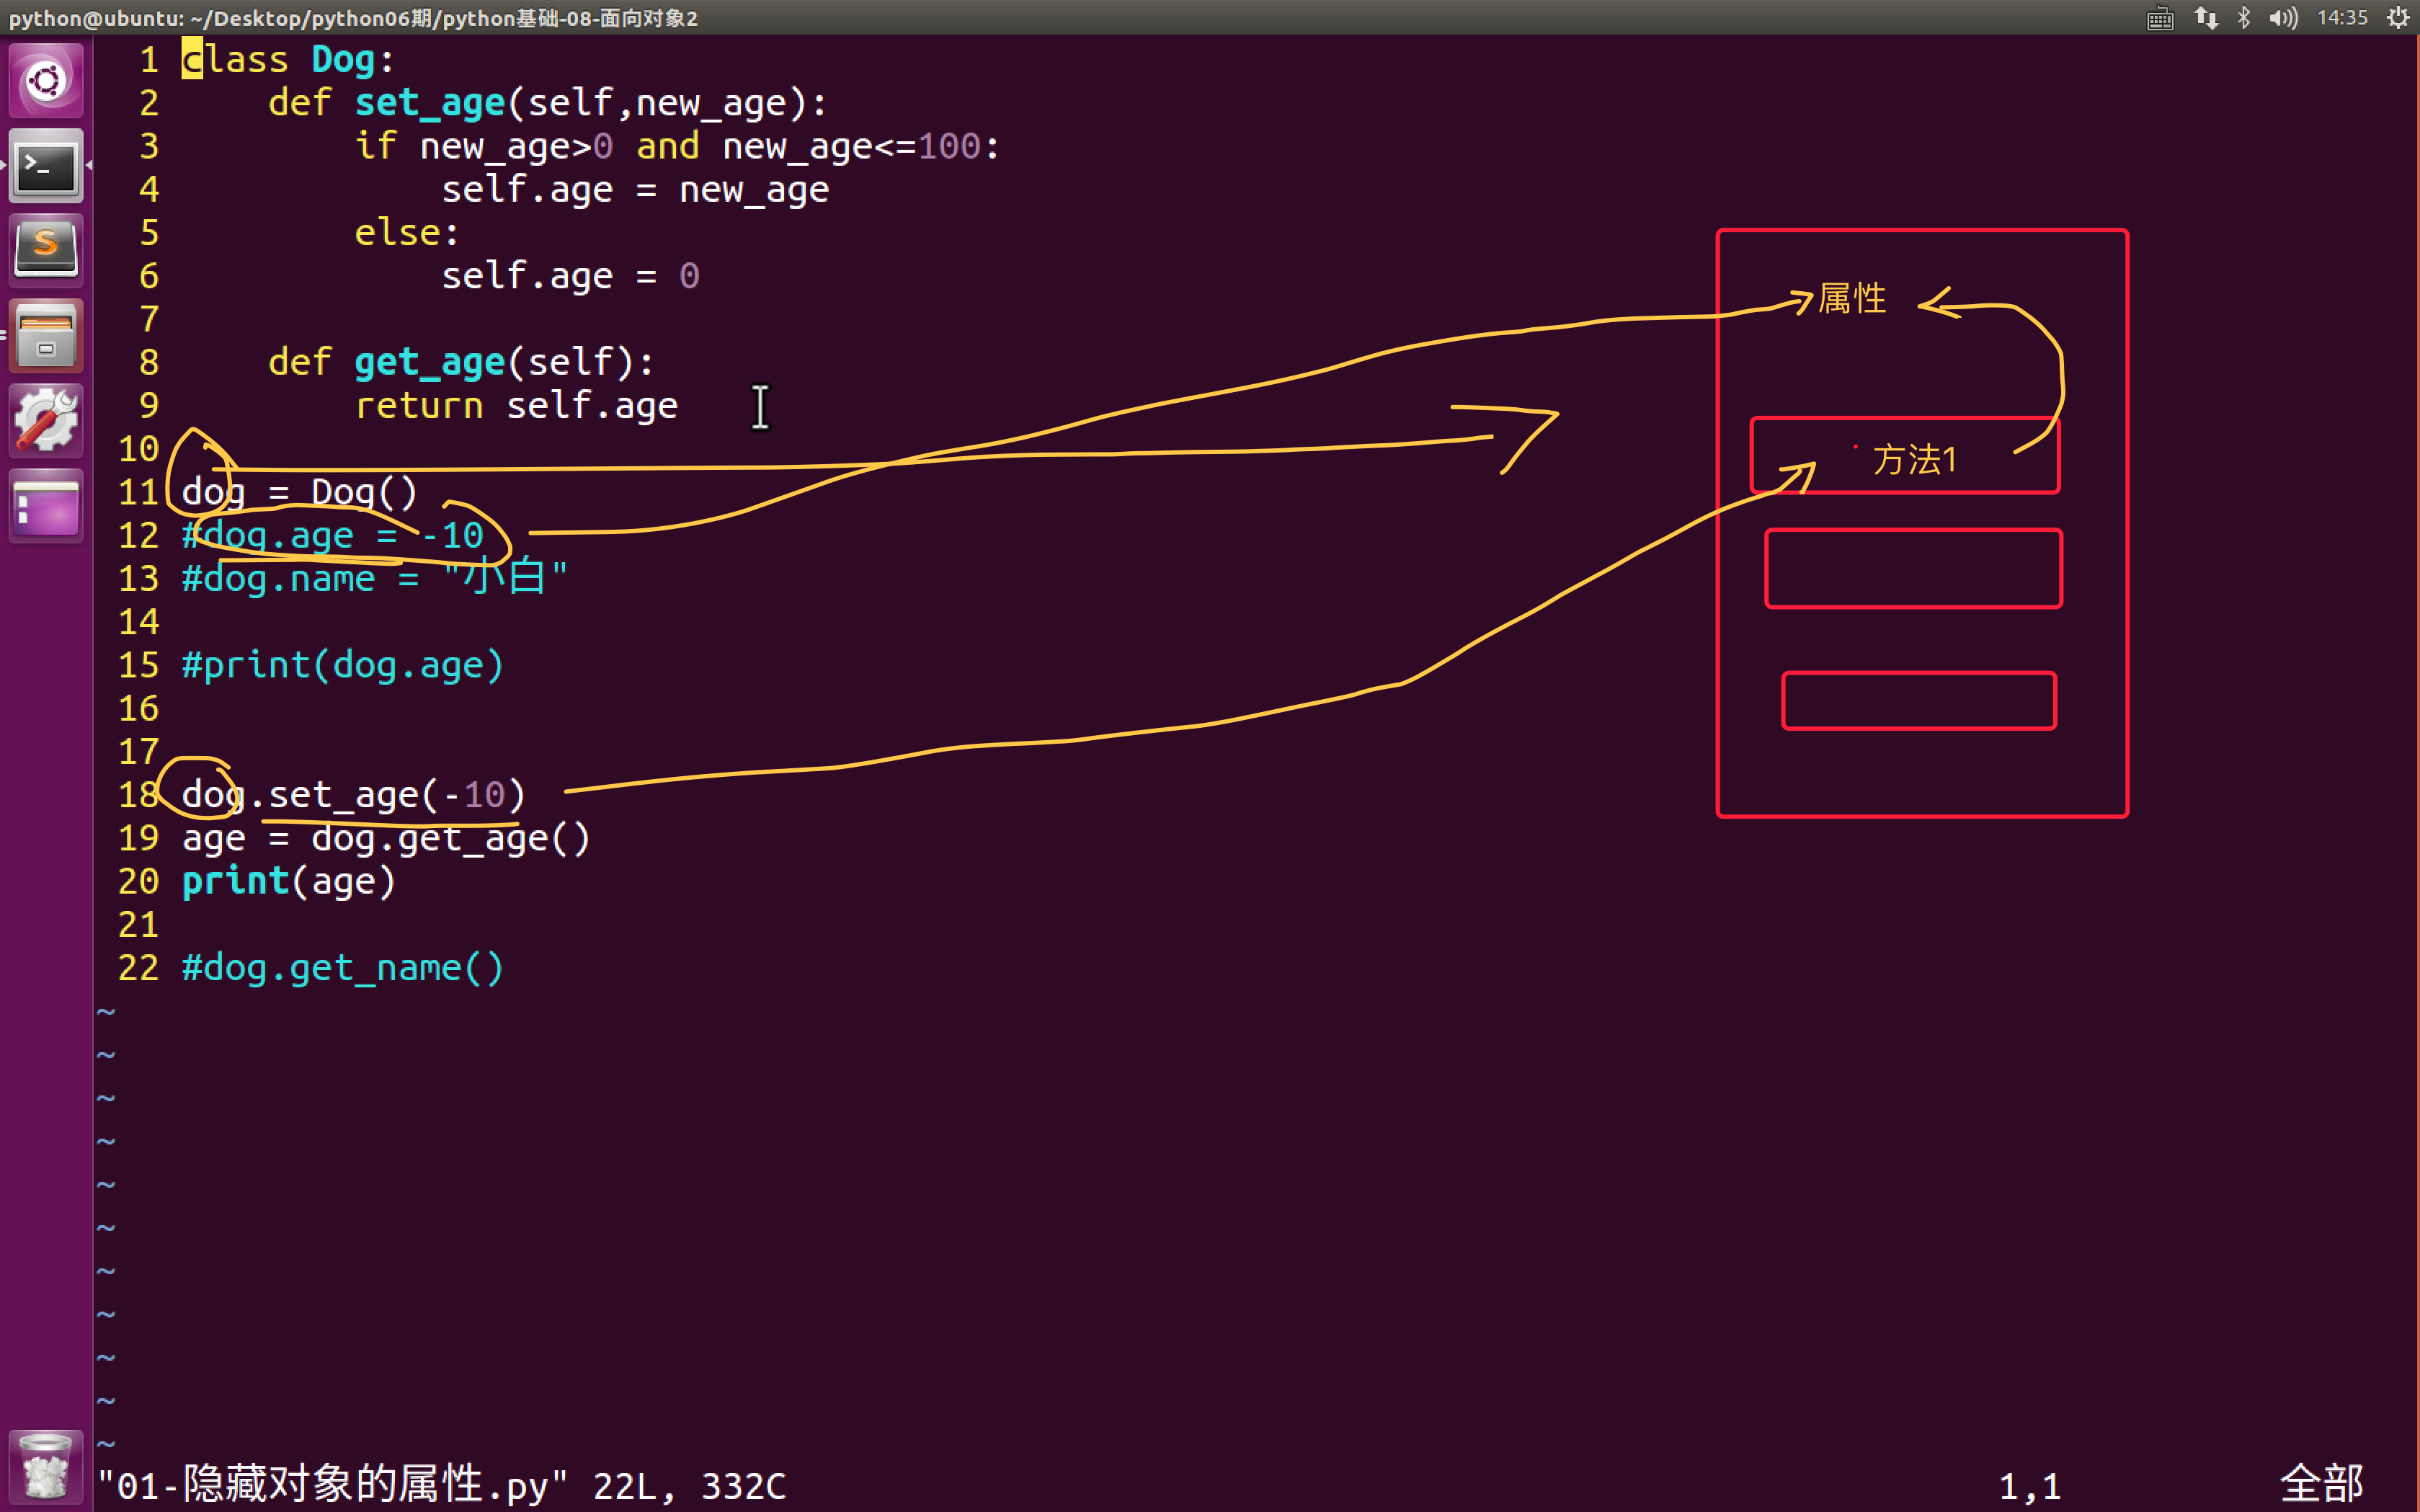 python@ubuntu: ~/Desktop/python06期/python基础-08-面向对象2 14:35
1 class Dog:
2     def set_age(self,new_age):
3         if new_age>0 and new_age<=100:
4             self.age = new_age
5         else:
6             self.age = 0
7
8     def get_age(self):
9         return self.age
10
11 dog = Dog()
12 #dog.age = -10
13 #dog.name = "小白"
14
15 #print(dog.age)
16
17
18 dog.set_age(-10)
19 age = dog.get_age()
20 print(age)
21
22 #dog.get_name()
~
~
~
~
~
~
~
~
~
~
~
"01-隐藏对象的属性.py" 22L, 332C 1,1 全部
属性
方法1